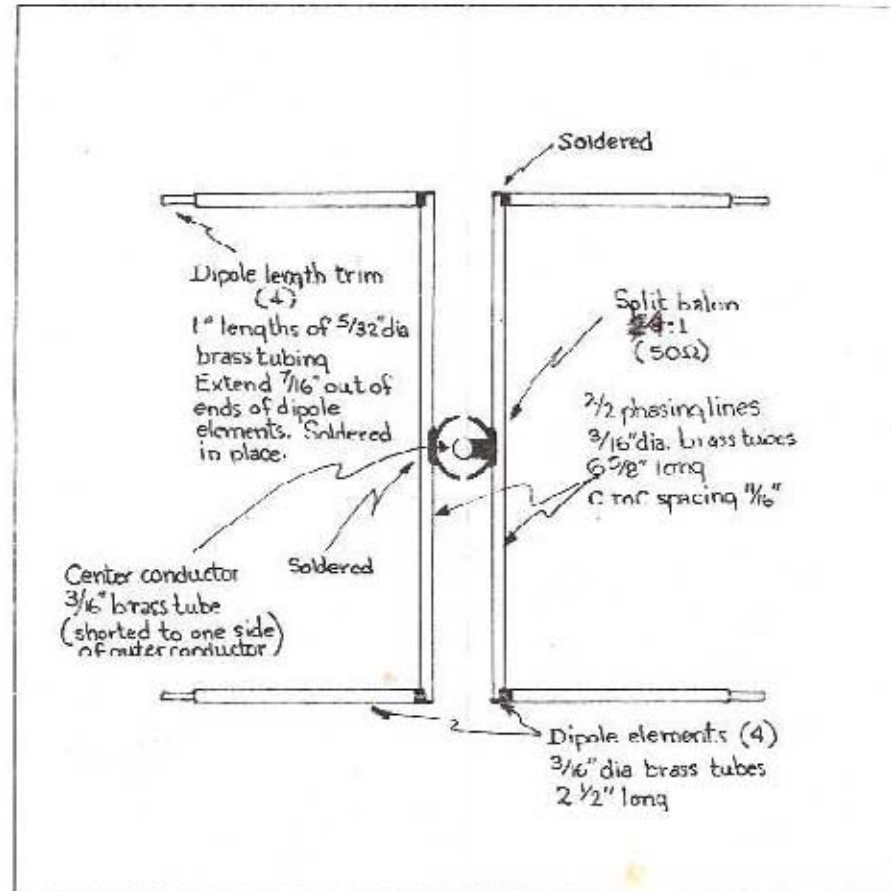 Soldered
Dipole length trim
(4)
1" lengths of 5/32" dia
brass tubing
Extend 7/16" out of
ends of dipole
elements. Soldered
in place.
Split balon
:1
(50Ω)
λ/2 phasing lines
3/16" dia. brass tubes
6 5/8" long
C to C spacing 11/16"
Center conductor
3/16" brass tube
(shorted to one side
of outer conductor)
Soldered
Dipole elements (4)
3/16" dia brass tubes
2 1/2" long